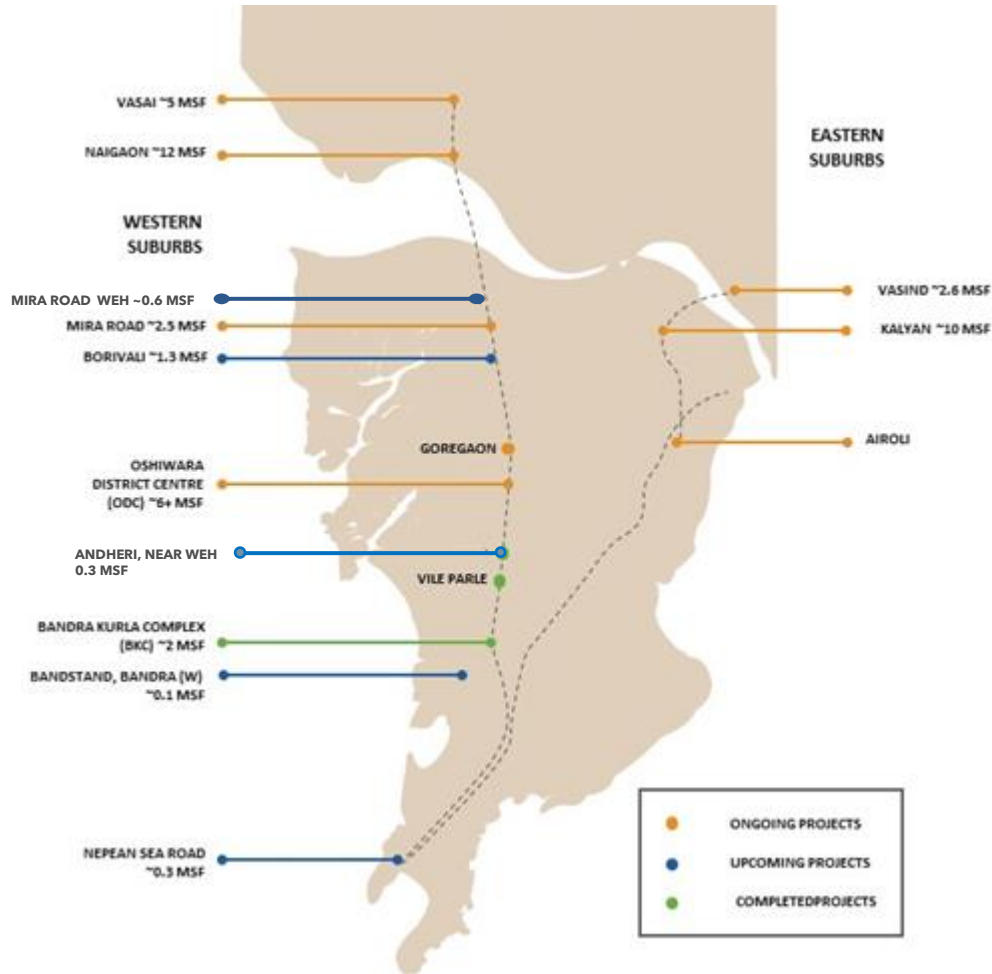 VASAI ~5 MSF
NAIGAON ~12 MSF
EASTERN
SUBURBS
WESTERN
SUBURBS
MIRA ROAD WEH ~0.6 MSF
VASIND ~2.6 MSF
MIRA ROAD ~2.5 MSF
KALYAN ~10 MSF
BORIVALI ~1.3 MSF
AIROLI
GOREGAON
OSHIWARA
DISTRICT CENTRE
(ODC) ~6+ MSF
ANDHERI, NEAR WEH
0.3 MSF
VILE PARLE
BANDRA KURLA COMPLEX
(BKC) ~2 MSF
BANDSTAND, BANDRA (W)
~0.1 MSF
NEPEAN SEA ROAD
~0.3 MSF
ONGOING PROJECTS
UPCOMING PROJECTS
COMPLETEDPROJECTS